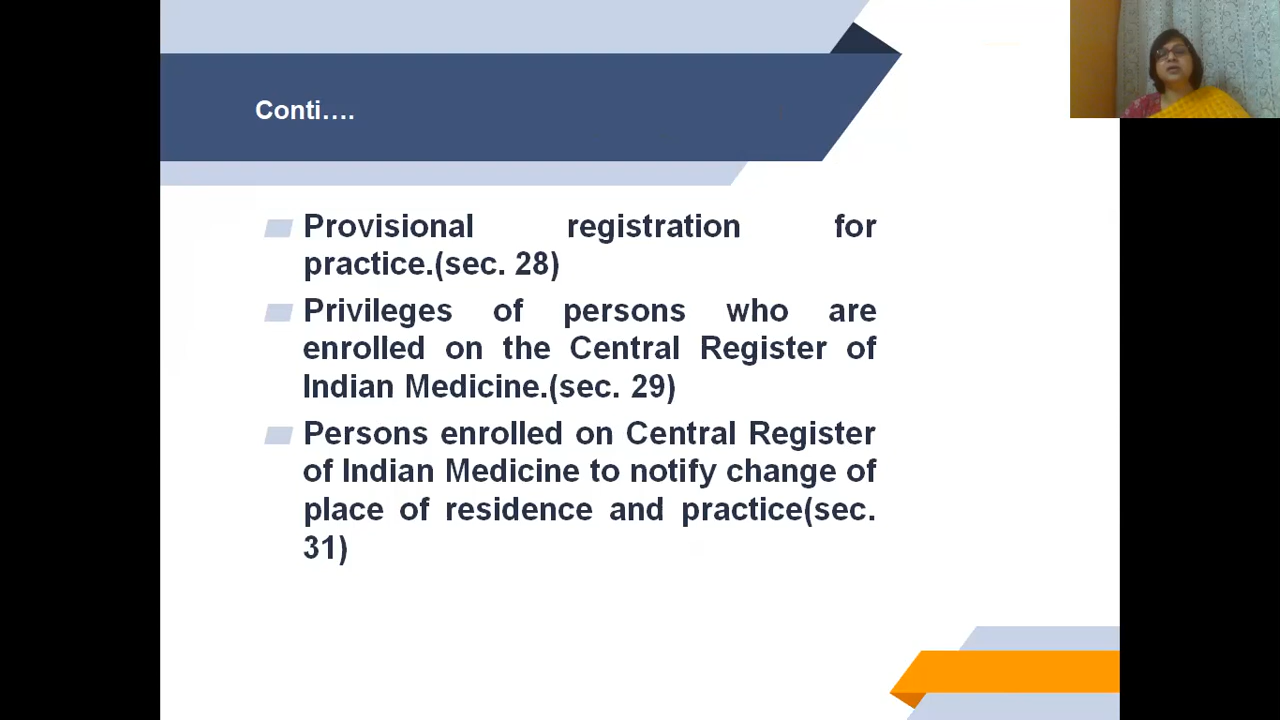 Conti….
Provisional registration for
practice.(sec. 28)
Privileges of persons who are
enrolled on the Central Register of
Indian Medicine.(sec. 29)
Persons enrolled on Central Register
of Indian Medicine to notify change of
place of residence and practice(sec.
31)